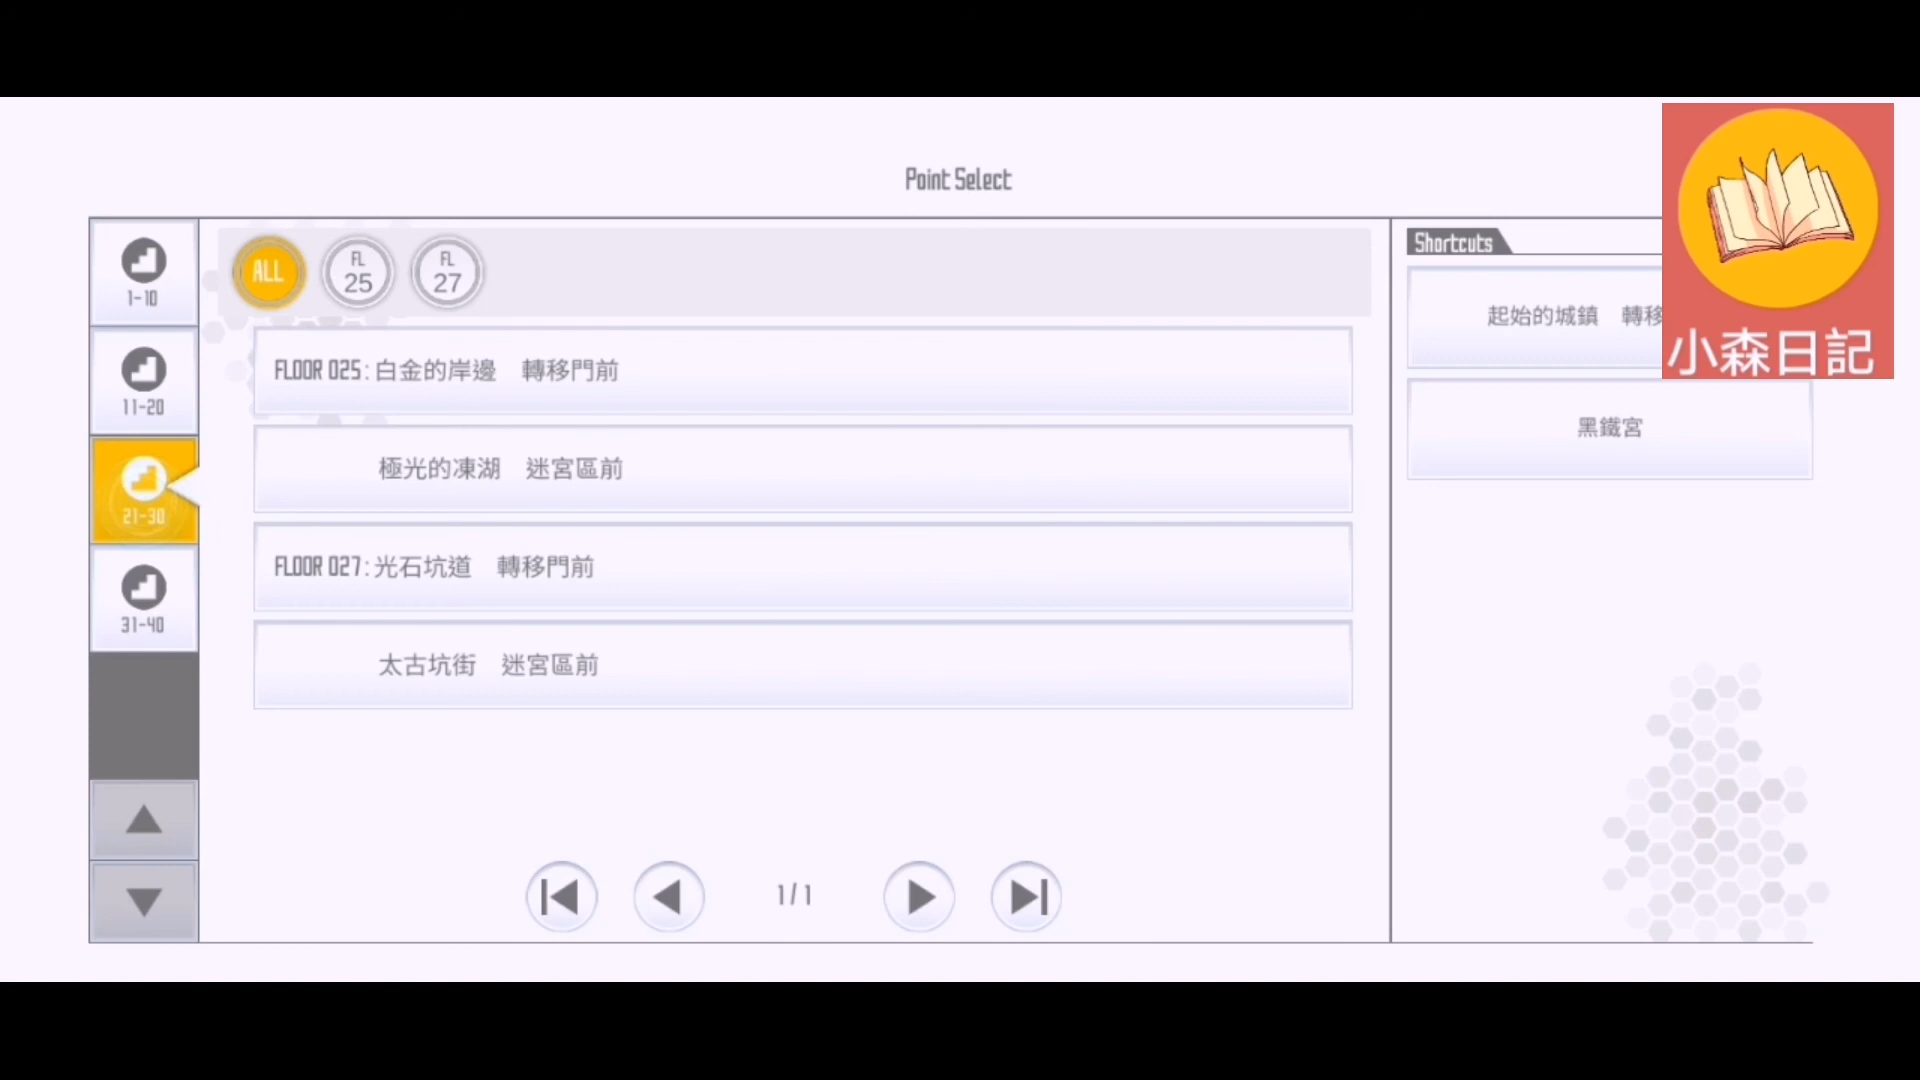 Point Select
1-10
11-20
21-30
31-40
ALL
FL 25
FL 27
FLOOR 025:白金的岸邊 轉移門前
極光的凍湖 迷宮區前
FLOOR 027:光石坑道 轉移門前
太古坑街 迷宮區前
1/1
Shortcuts
起始的城鎮 轉移
黑鐵宮
小森日記